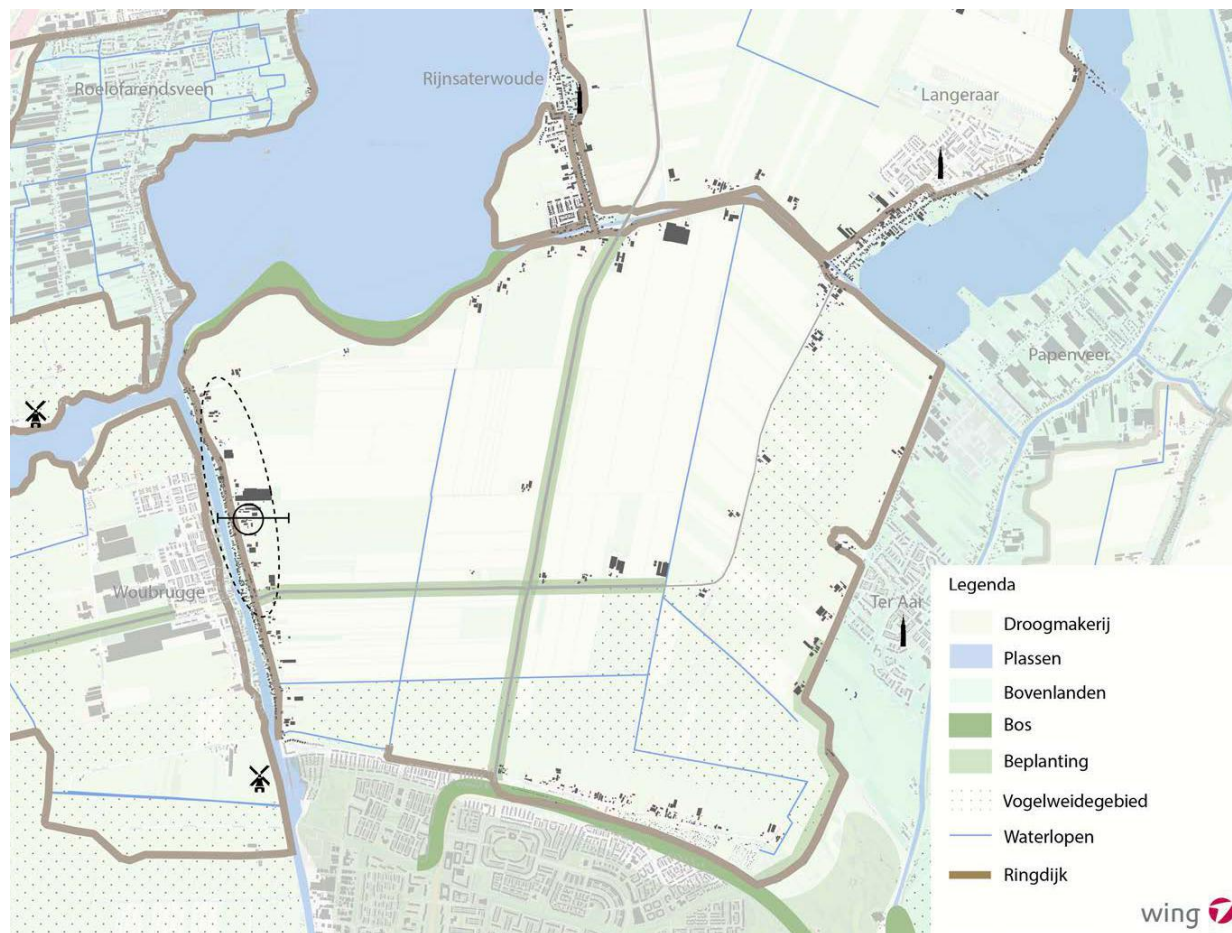 Rijnsaterwoude
Roelofarendsveen
Langeraar
Papenveer
Woubrugge
Ter Aar
Legenda
Droogmakerij
Plassen
Bovenlanden
Bos
Beplanting
Vogelweidegebied
Waterlopen
Ringdijk
wing